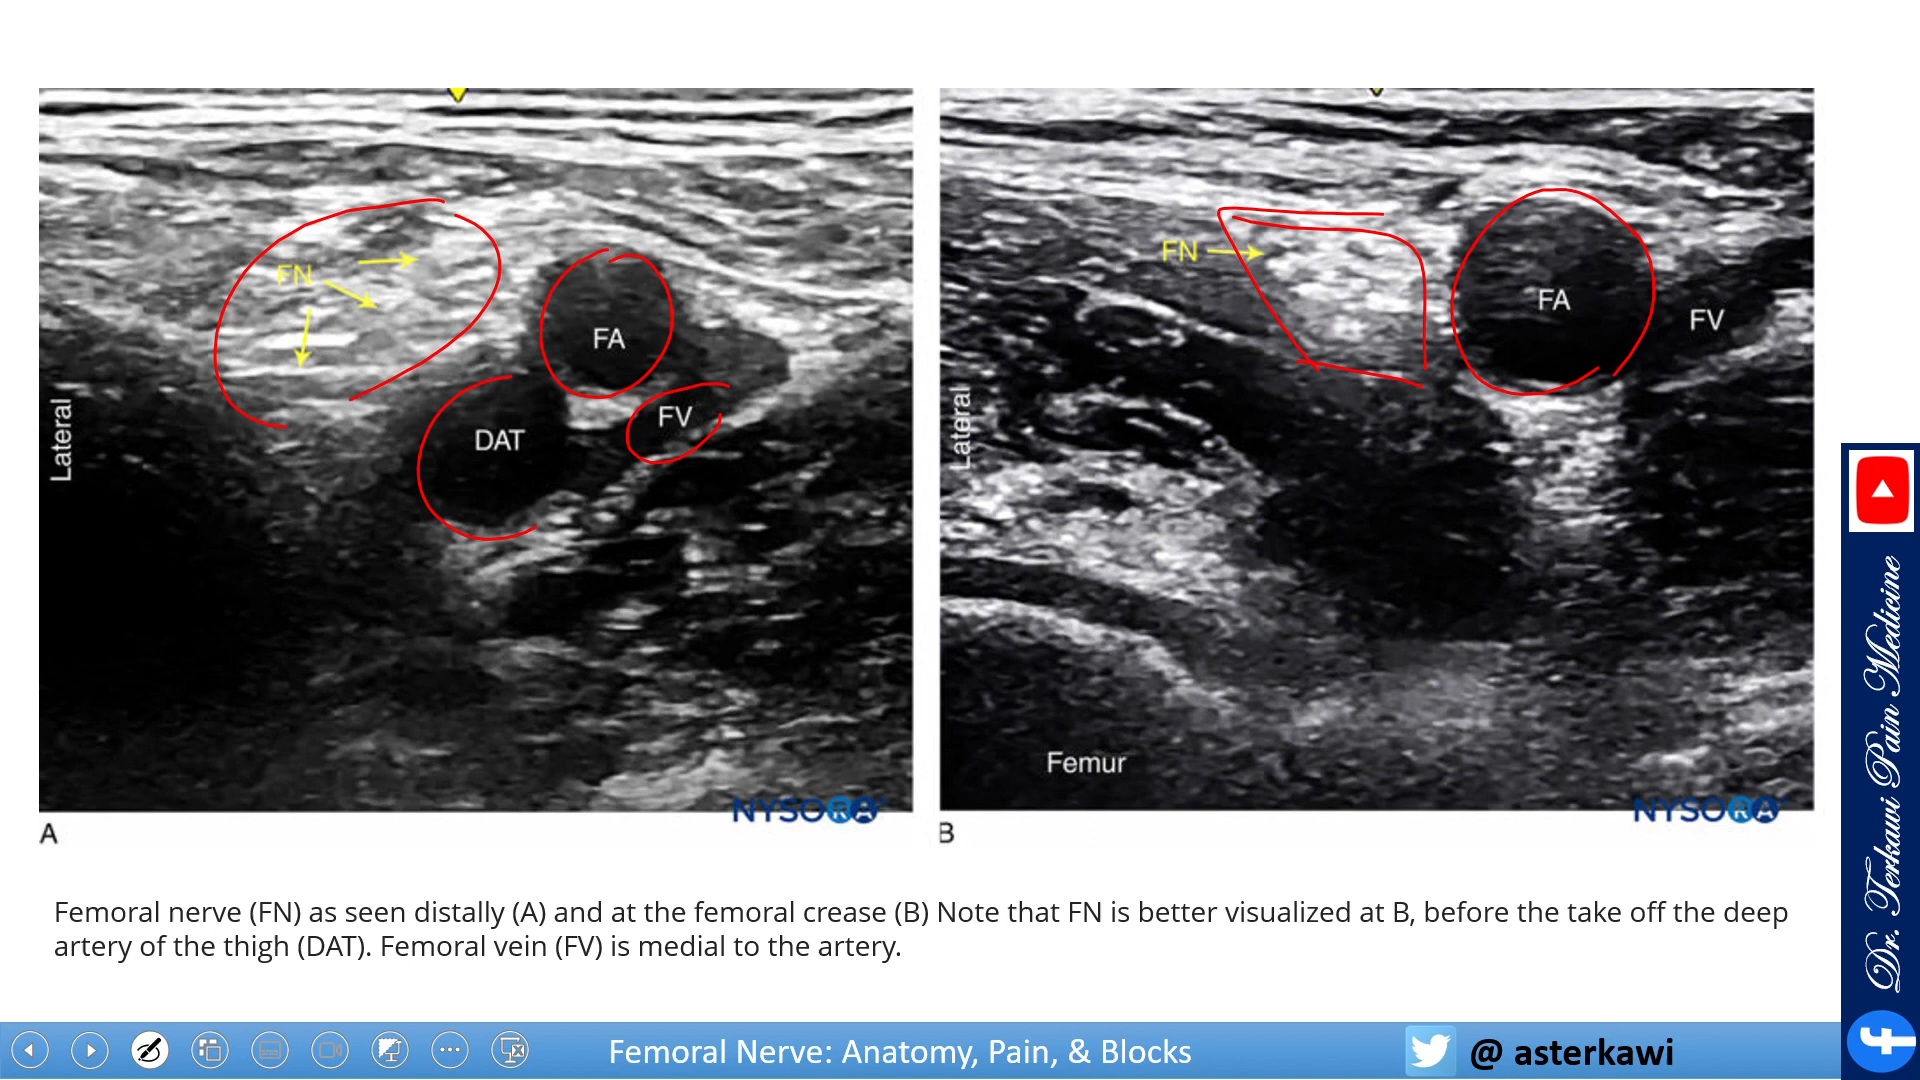 FN
FA
FV
DAT
Lateral
NYSORA
A
FN
FA
FV
Lateral
Femur
NYSORA
B
Femoral nerve (FN) as seen distally (A) and at the femoral crease (B) Note that FN is better visualized at B, before the take off the deep
artery of the thigh (DAT). Femoral vein (FV) is medial to the artery.
Femoral Nerve: Anatomy, Pain, & Blocks
@ asterkawi
Dr. Terkawi Pain Medicine